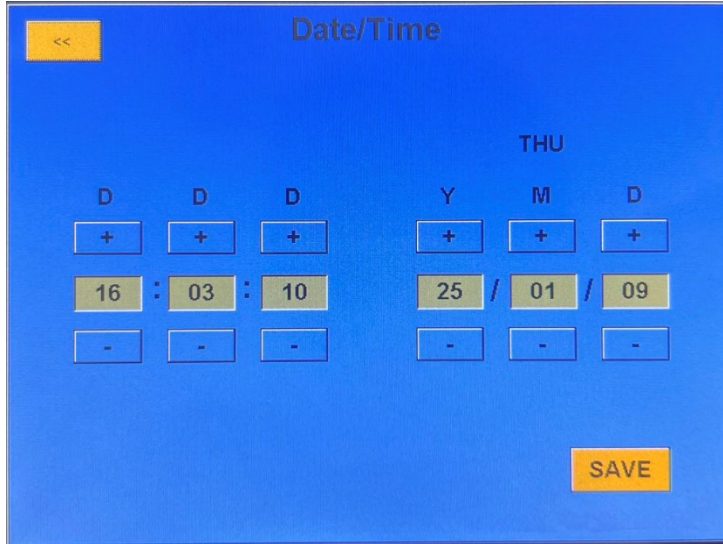 <<
Date/Time
THU
D D D Y M D
+ + + + + +
16 : 03 : 10 25 / 01 / 09
- - - - - -
SAVE